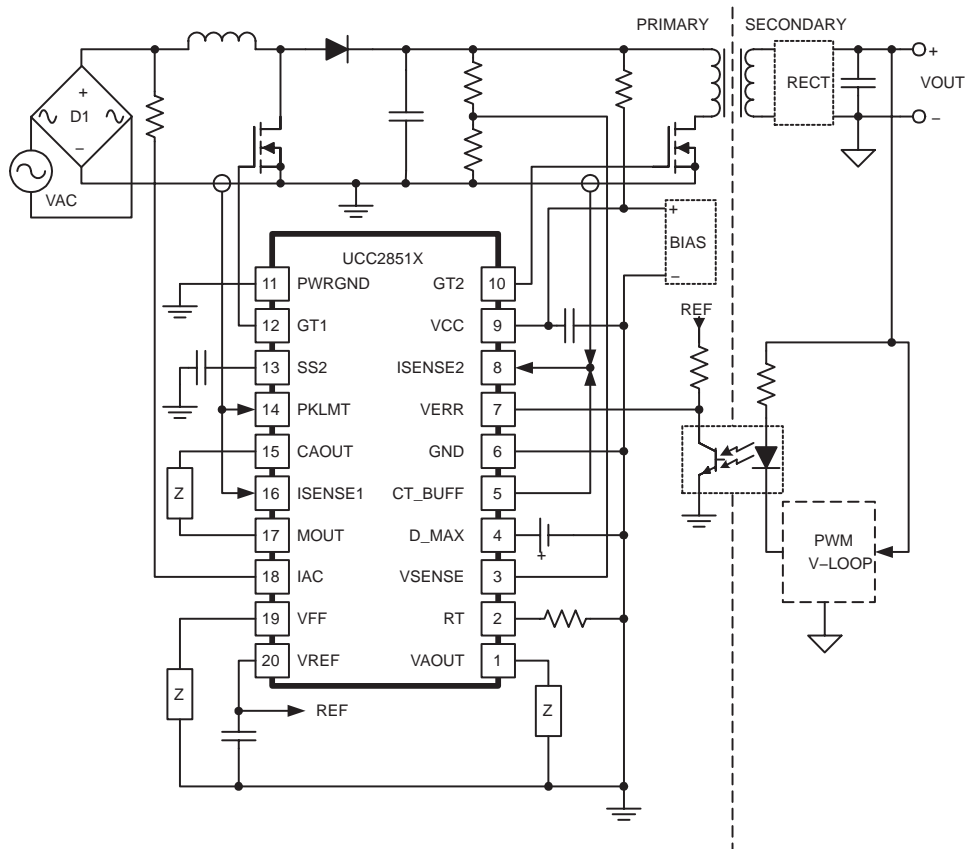 PRIMARY
SECONDARY
+
D1
−
VAC
RECT
+
VOUT
−
+
BIAS
−
UCC2851X
11 PWRGND GT2 10
12 GT1 VCC 9
13 SS2 ISENSE2 8
14 PKLMT VERR 7
15 CAOUT GND 6
16 ISENSE1 CT_BUFF 5
17 MOUT D_MAX 4
+
18 IAC VSENSE 3
19 VFF RT 2
20 VREF VAOUT 1
Z
Z
Z
REF
REF
PWM
V−LOOP